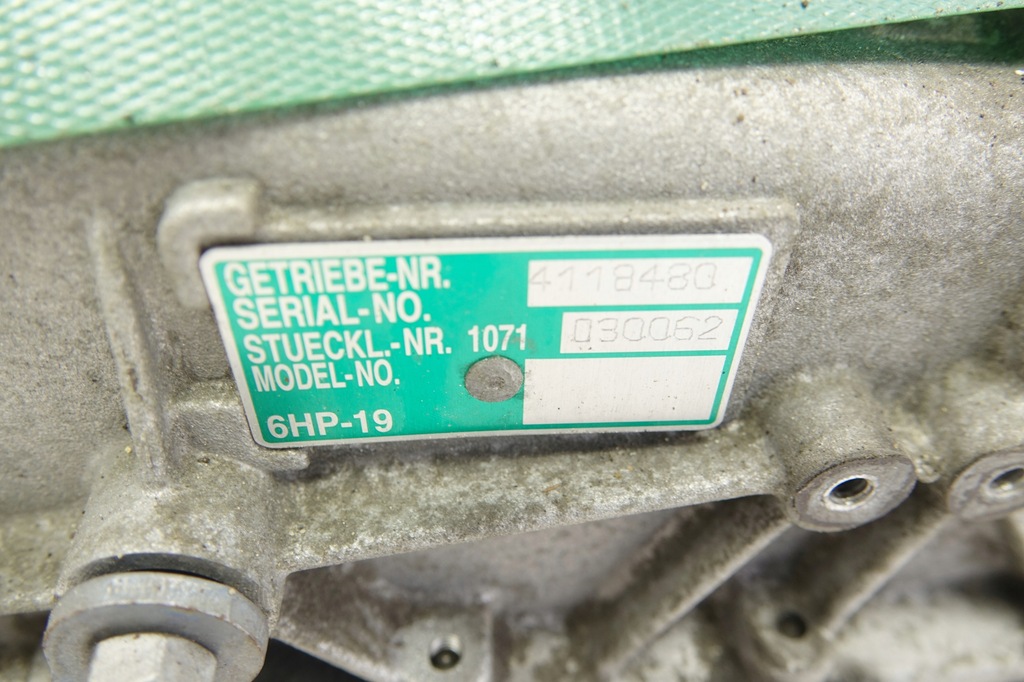 GETRIEBE-NR. 4118480
SERIAL-NO.
STUECKL.-NR. 1071 030062
MODEL-NO.
6HP-19